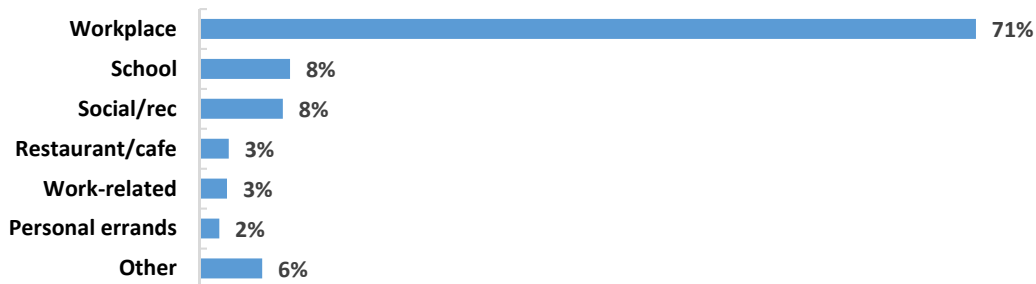 Workplace 71%
School 8%
Social/rec 8%
Restaurant/cafe 3%
Work-related 3%
Personal errands 2%
Other 6%